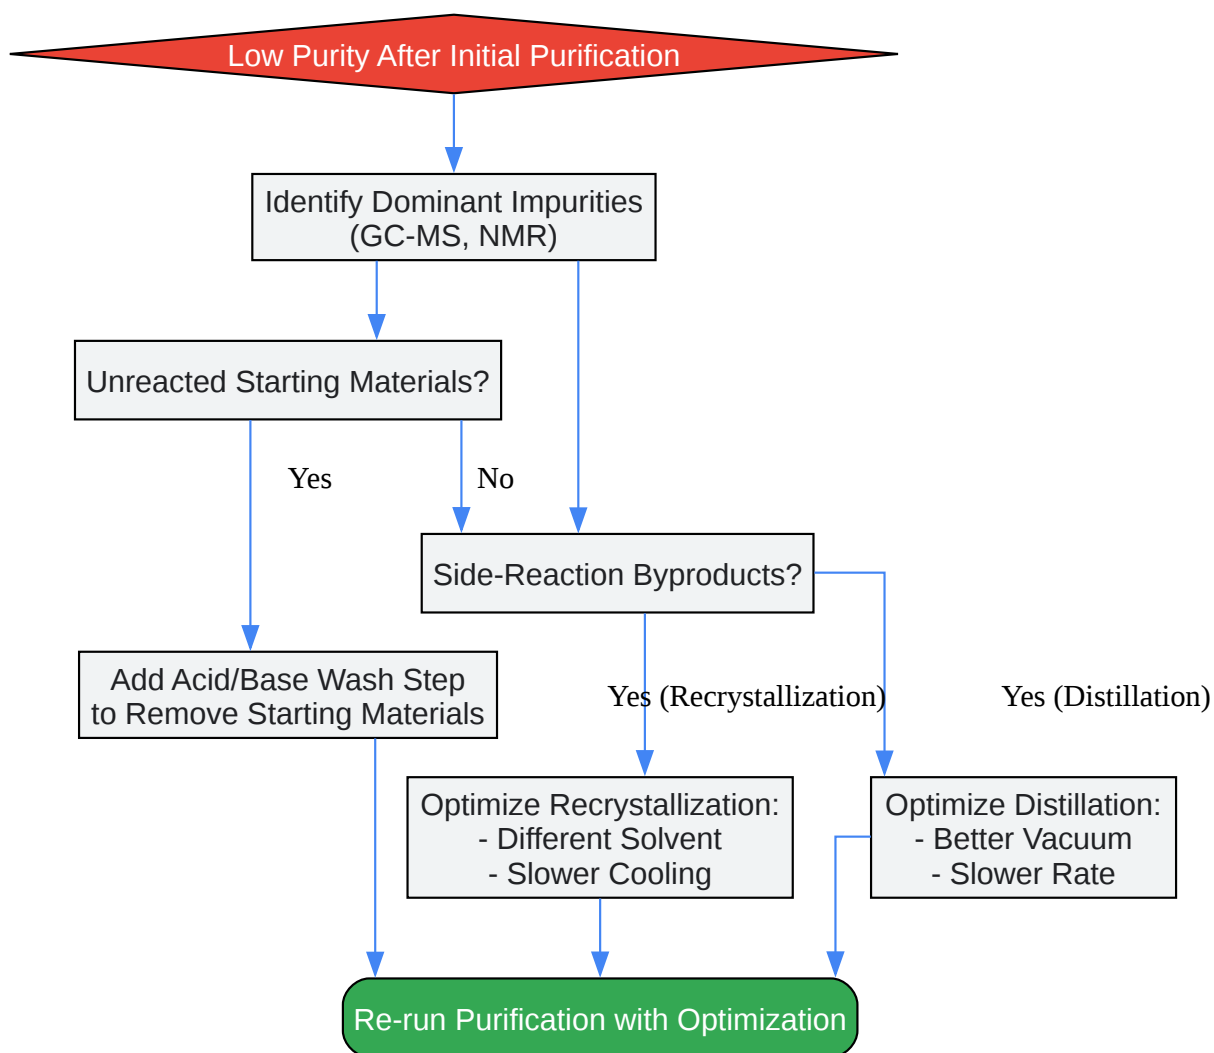 Low Purity After Initial Purification
Identify Dominant Impurities
(GC-MS, NMR)
Unreacted Starting Materials?
Yes
No
Side-Reaction Byproducts?
Add Acid/Base Wash Step
to Remove Starting Materials
Yes (Recrystallization)
Yes (Distillation)
Optimize Recrystallization:
- Different Solvent
- Slower Cooling
Optimize Distillation:
- Better Vacuum
- Slower Rate
Re-run Purification with Optimization